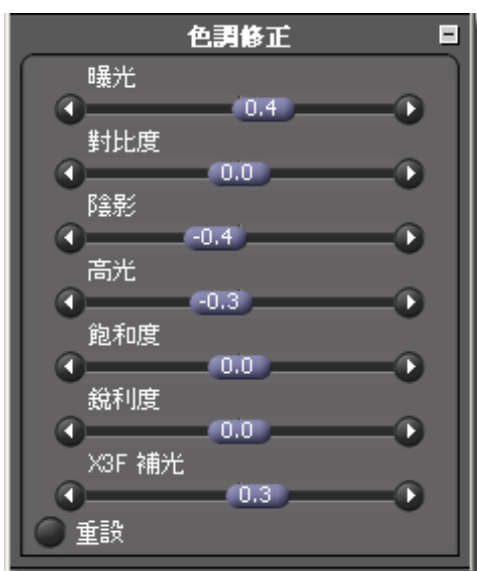 色調修正
曝光
0.4
對比度
0.0
陰影
-0.4
高光
-0.3
飽和度
0.0
銳利度
0.0
X3F 補光
0.3
重設